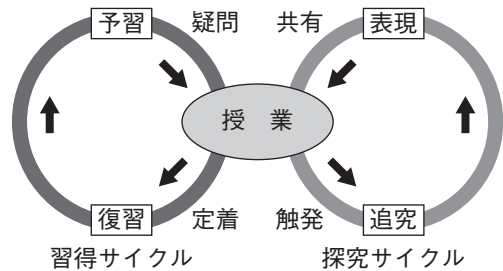 予習 疑問 共有 表現
授 業
復習 定着 触発 追究
習得サイクル 探究サイクル